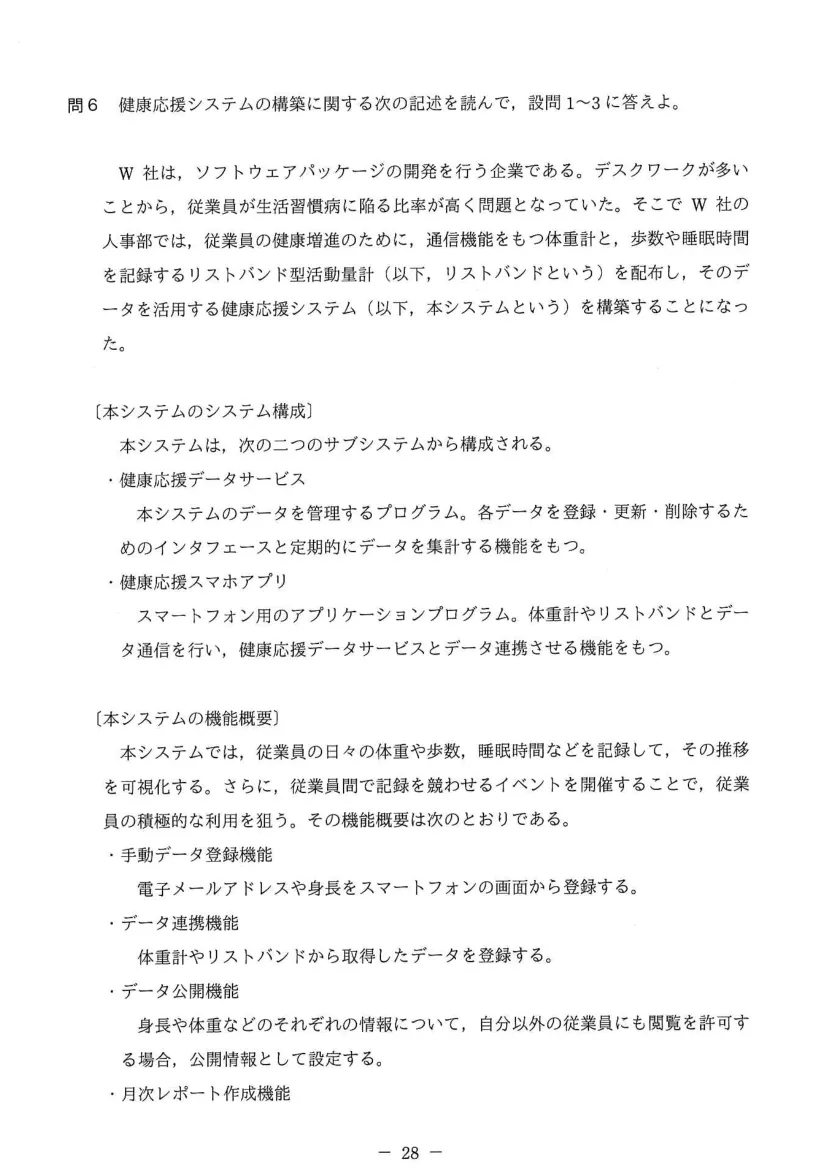 問6 健康応援システムの構築に関する次の記述を読んで，設問1～3に答えよ。
W 社は，ソフトウェアパッケージの開発を行う企業である。デスクワークが多い
ことから，従業員が生活習慣病に陥る比率が高く問題となっていた。そこで W 社の
人事部では，従業員の健康増進のために，通信機能をもつ体重計と，歩数や睡眠時間
を記録するリストバンド型活動量計（以下，リストバンドという）を配布し，そのデ
ータを活用する健康応援システム（以下，本システムという）を構築することになっ
た。
〔本システムのシステム構成〕
本システムは，次の二つのサブシステムから構成される。
・健康応援データサービス
本システムのデータを管理するプログラム。各データを登録・更新・削除するた
めのインタフェースと定期的にデータを集計する機能をもつ。
・健康応援スマホアプリ
スマートフォン用のアプリケーションプログラム。体重計やリストバンドとデー
タ通信を行い，健康応援データサービスとデータ連携させる機能をもつ。
〔本システムの機能概要〕
本システムでは，従業員の日々の体重や歩数，睡眠時間などを記録して，その推移
を可視化する。さらに，従業員間で記録を競わせるイベントを開催することで，従業
員の積極的な利用を狙う。その機能概要は次のとおりである。
・手動データ登録機能
電子メールアドレスや身長をスマートフォンの画面から登録する。
・データ連携機能
体重計やリストバンドから取得したデータを登録する。
・データ公開機能
身長や体重などのそれぞれの情報について，自分以外の従業員にも閲覧を許可す
る場合，公開情報として設定する。
・月次レポート作成機能
－ 28 －